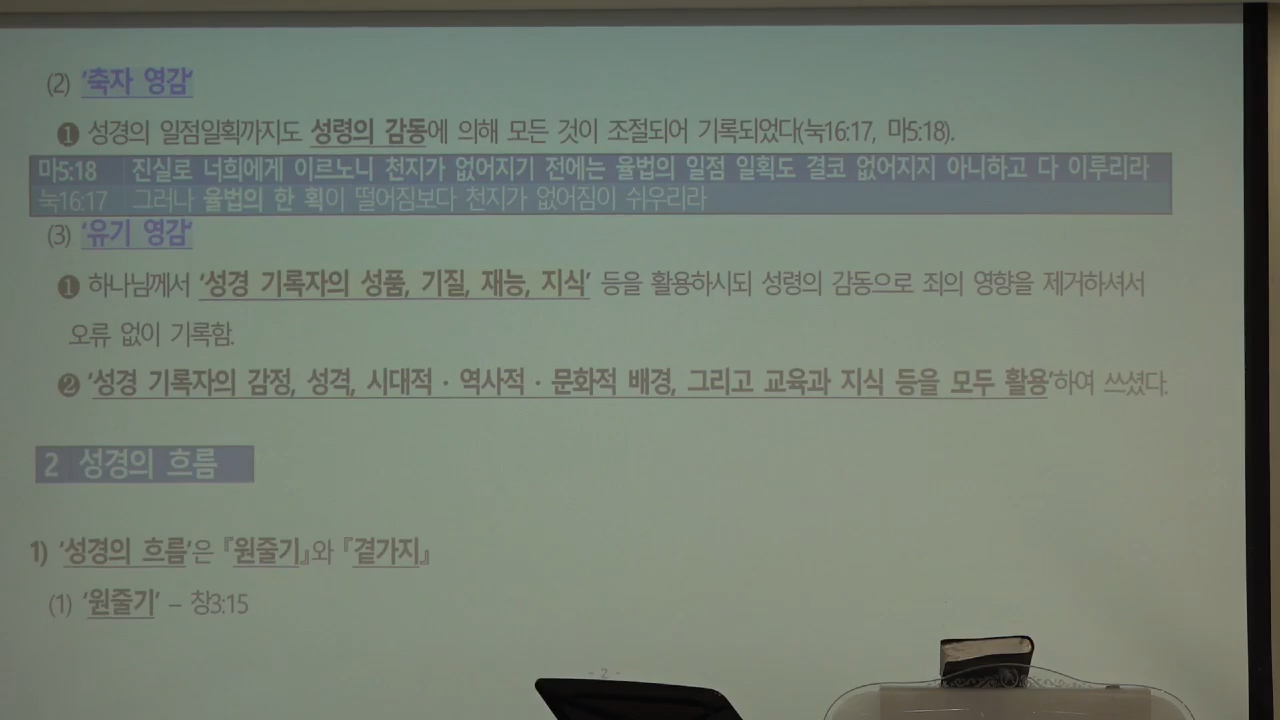 (2) '축자 영감'
❶ 성경의 일점일획까지도 성령의 감동에 의해 모든 것이 조절되어 기록되었다(눅16:17, 마5:18).
마5:18 진실로 너희에게 이르노니 천지가 없어지기 전에는 율법의 일점 일획도 결코 없어지지 아니하고 다 이루리라
눅16:17 그러나 율법의 한 획이 떨어짐보다 천지가 없어짐이 쉬우리라
(3) '유기 영감'
❶ 하나님께서 '성경 기록자의 성품, 기질, 재능, 지식' 등을 활용하시되 성령의 감동으로 죄의 영향을 제거하셔서
오류 없이 기록함.
❷ '성경 기록자의 감정, 성격, 시대적 · 역사적 · 문화적 배경, 그리고 교육과 지식 등을 모두 활용'하여 쓰셨다.
2 성경의 흐름
1) '성경의 흐름'은 『원줄기』와 『곁가지』
(1) '원줄기' – 창3:15
- 2 -